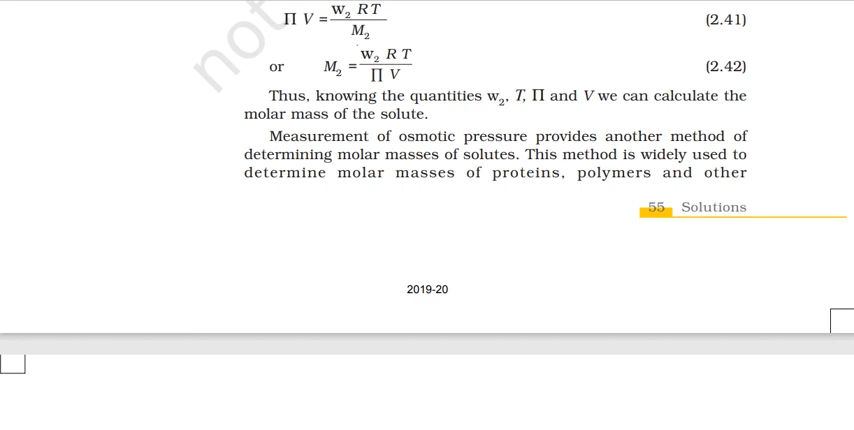 Π V = w₂ R T / M₂ (2.41)
or M₂ = w₂ R T / Π V (2.42)
Thus, knowing the quantities w₂, T, Π and V we can calculate the
molar mass of the solute.
Measurement of osmotic pressure provides another method of
determining molar masses of solutes. This method is widely used to
determine molar masses of proteins, polymers and other
55 Solutions
2019-20
not